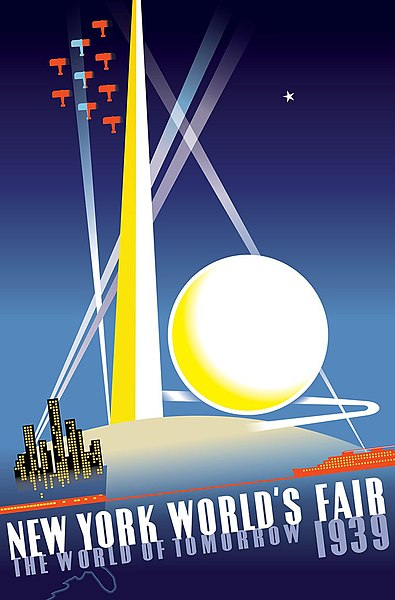 NEW YORK WORLD'S FAIR
THE WORLD OF TOMORROW 1939